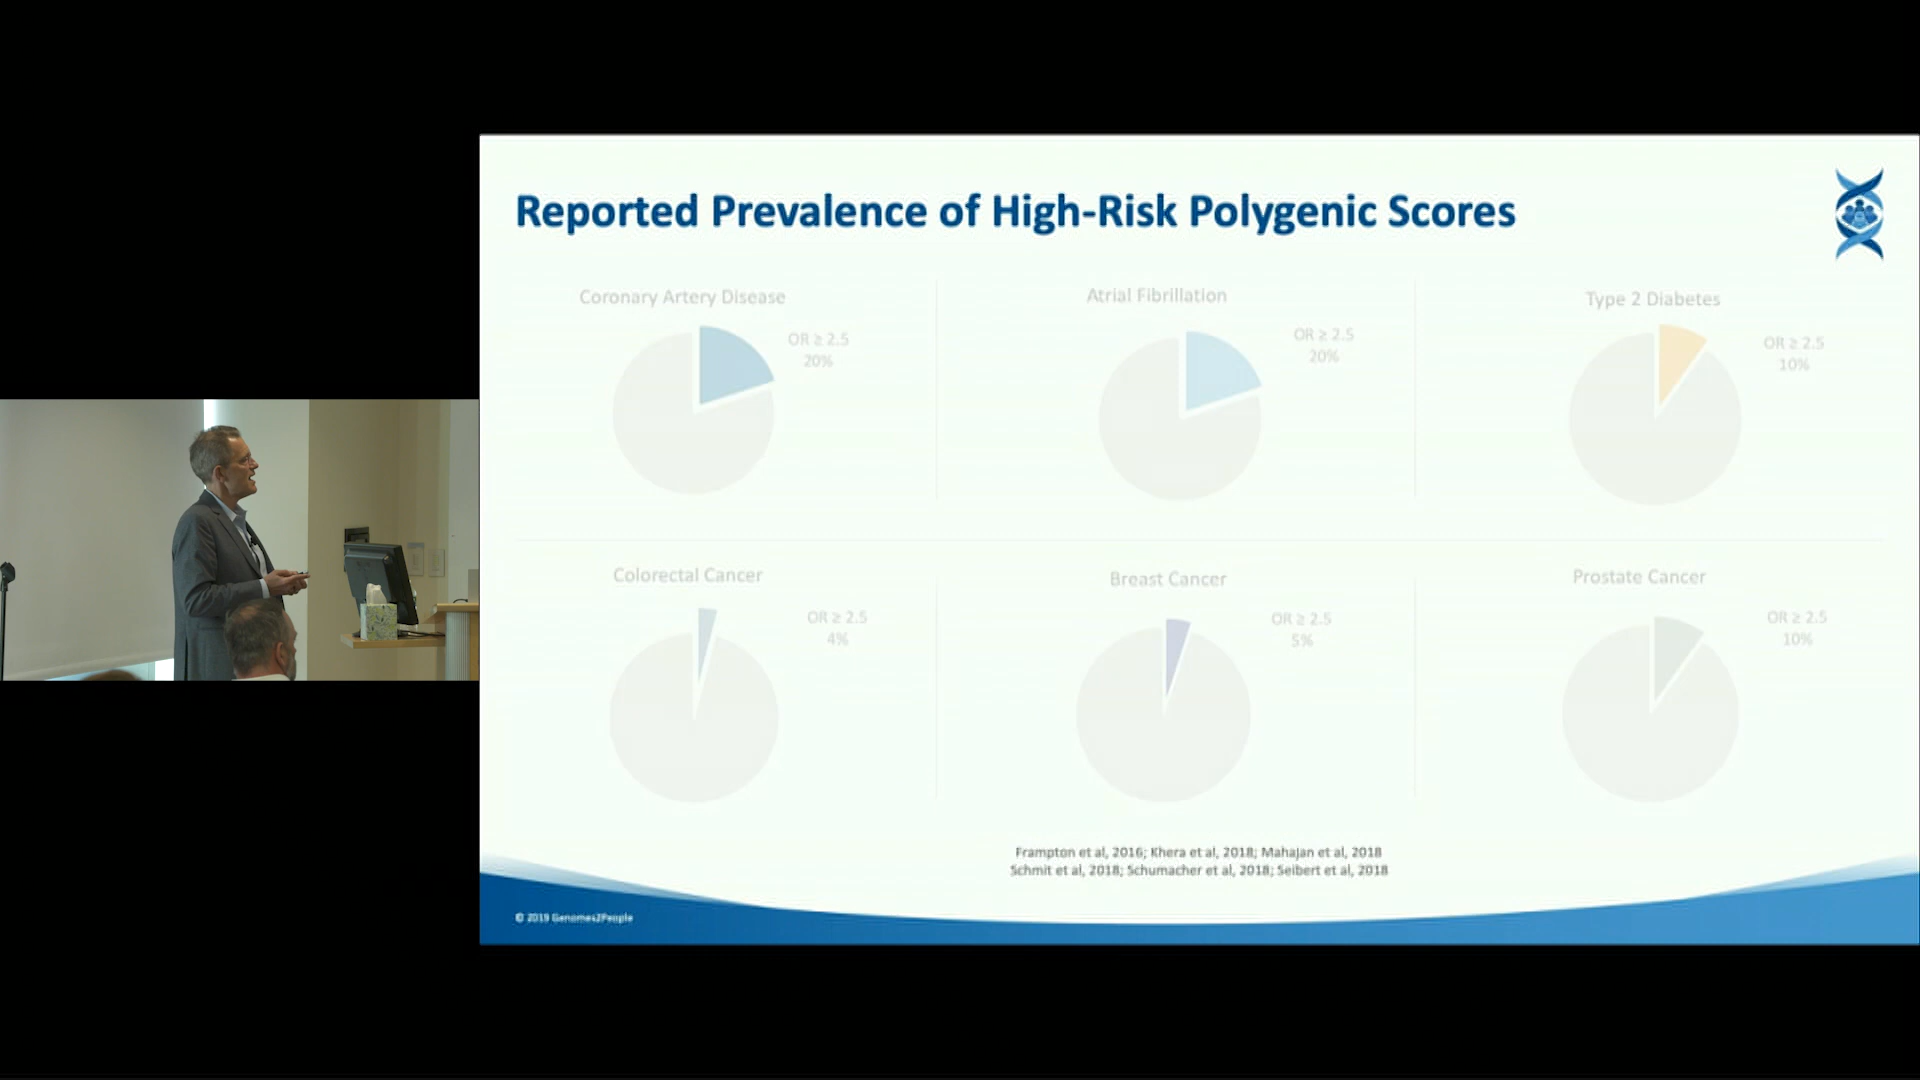 Reported Prevalence of High-Risk Polygenic Scores
Coronary Artery Disease
OR ≥ 2.5
20%
Atrial Fibrillation
OR ≥ 2.5
20%
Type 2 Diabetes
OR ≥ 2.5
10%
Colorectal Cancer
OR ≥ 2.5
4%
Breast Cancer
OR ≥ 2.5
5%
Prostate Cancer
OR ≥ 2.5
10%
Frampton et al, 2016; Khera et al, 2018; Mahajan et al, 2018
Schmit et al, 2018; Schumacher et al, 2018; Seibert et al, 2018
© 2019 Genomes2People